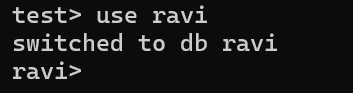 test> use ravi
switched to db ravi
ravi>